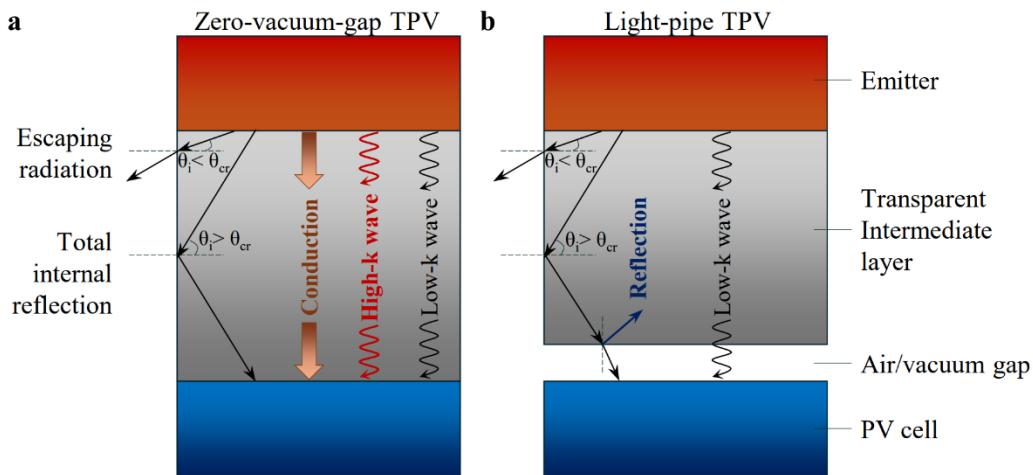 a
Zero-vacuum-gap TPV
Escaping
radiation
θi< θcr
Total
internal
reflection
θi> θcr
Conduction
High-k wave
Low-k wave
b
Light-pipe TPV
θi< θcr
θi> θcr
Reflection
Low-k wave
Emitter
Transparent
Intermediate
layer
Air/vacuum gap
PV cell